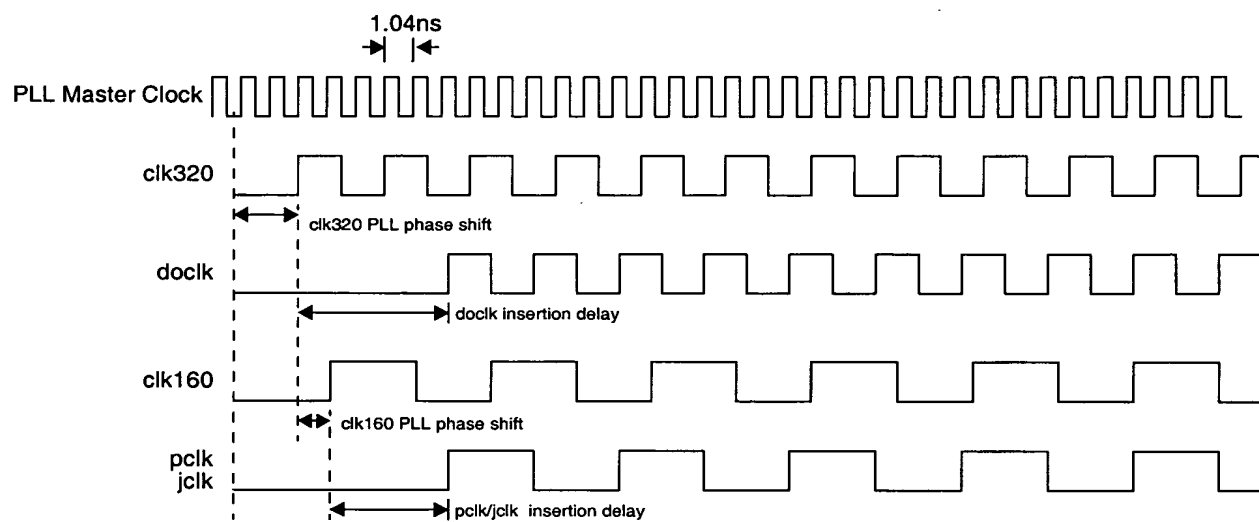 1.04ns
PLL Master Clock
clk320
clk320 PLL phase shift
doclk
doclk insertion delay
clk160
clk160 PLL phase shift
pclk
jclk
pclk/jclk insertion delay